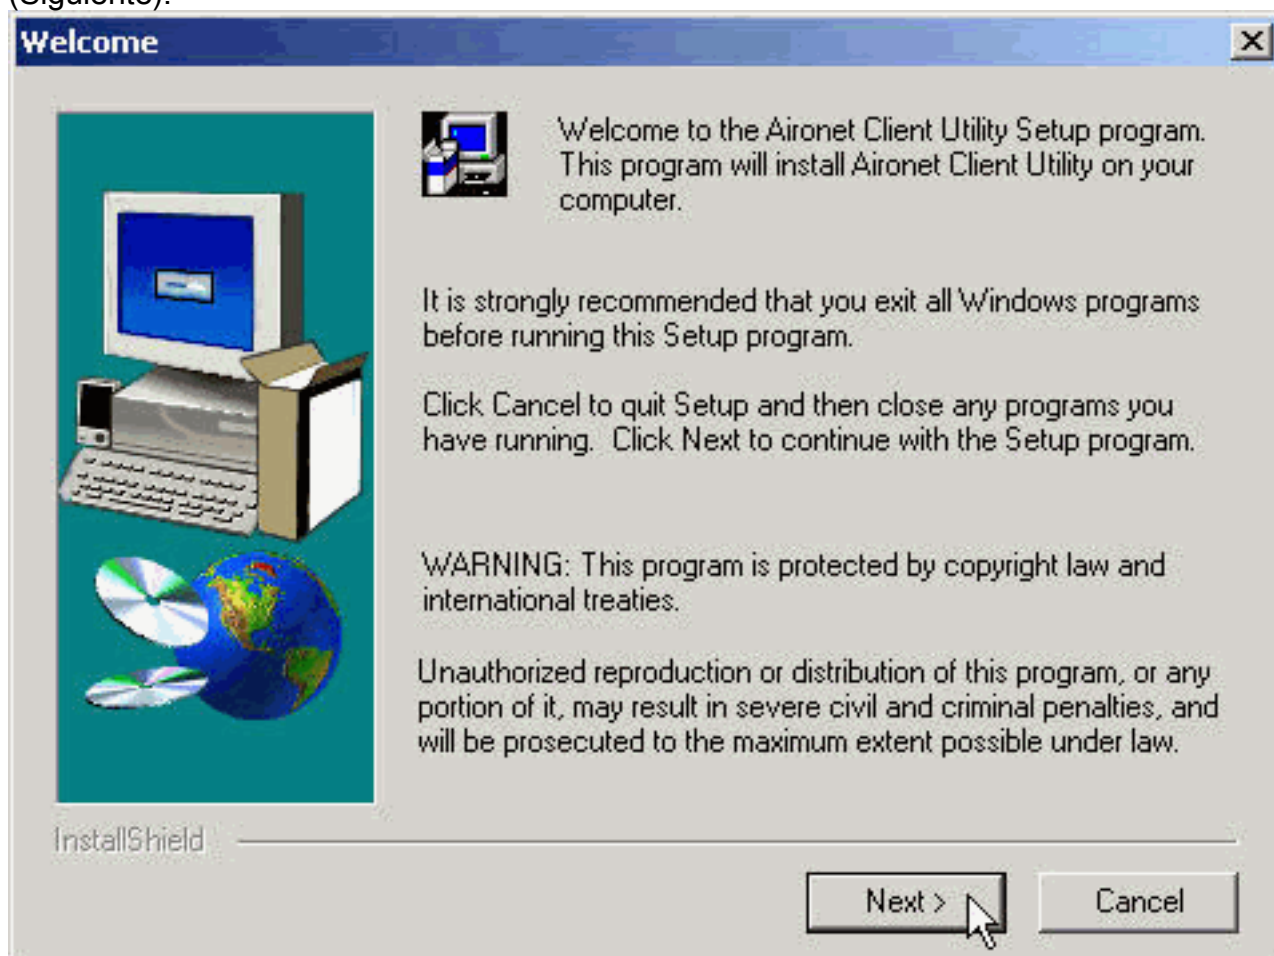 (Siguiente).
Welcome
Welcome to the Aironet Client Utility Setup program.
This program will install Aironet Client Utility on your
computer.
It is strongly recommended that you exit all Windows programs
before running this Setup program.
Click Cancel to quit Setup and then close any programs you
have running.  Click Next to continue with the Setup program.
WARNING: This program is protected by copyright law and
international treaties.
Unauthorized reproduction or distribution of this program, or any
portion of it, may result in severe civil and criminal penalties, and
will be prosecuted to the maximum extent possible under law.
InstallShield
Next >
Cancel